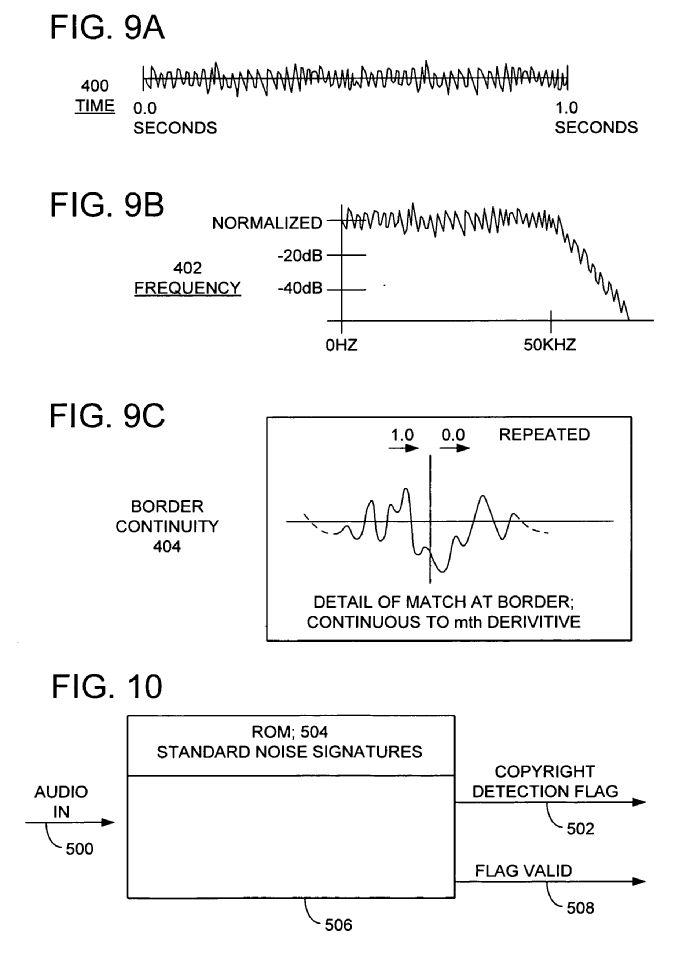 FIG. 9A
400
TIME
0.0
SECONDS
1.0
SECONDS
FIG. 9B
NORMALIZED
-20dB
-40dB
402
FREQUENCY
0HZ
50KHZ
FIG. 9C
1.0
0.0
REPEATED
BORDER
CONTINUITY
404
DETAIL OF MATCH AT BORDER;
CONTINUOUS TO mth DERIVITIVE
FIG. 10
ROM; 504
STANDARD NOISE SIGNATURES
AUDIO
IN
500
COPYRIGHT
DETECTION FLAG
502
FLAG VALID
508
506